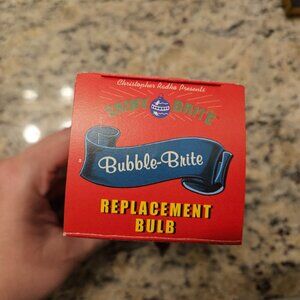 Christopher Radko Presents
SHINY BRITE
Bubble-Brite
REPLACEMENT
BULB